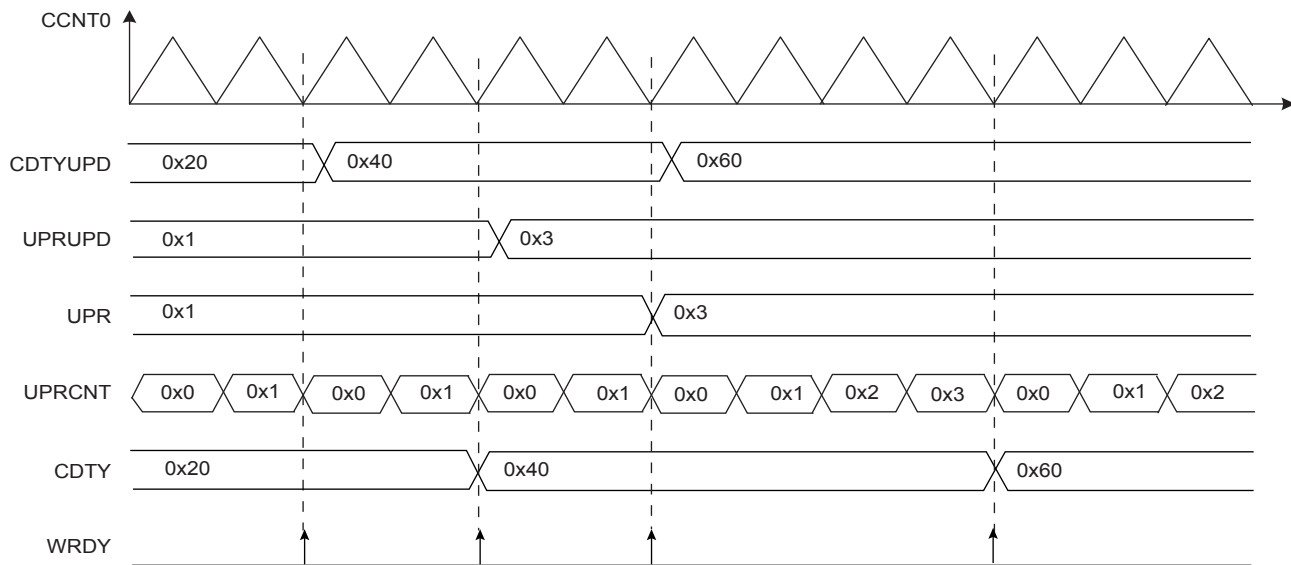 CCNT0
CDTYUPD 0x20 0x40 0x60
UPRUPD 0x1 0x3
UPR 0x1 0x3
UPRCNT 0x0 0x1 0x0 0x1 0x0 0x1 0x0 0x1 0x2 0x3 0x0 0x1 0x2
CDTY 0x20 0x40 0x60
WRDY